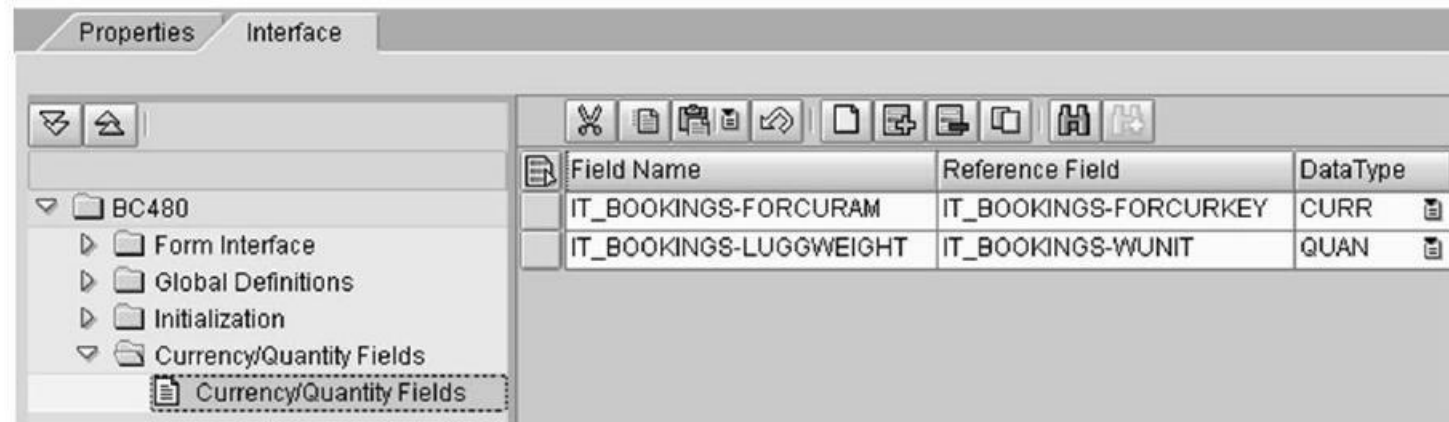 Properties Interface
Field Name Reference Field DataType
BC480 IT_BOOKINGS-FORCURAM IT_BOOKINGS-FORCURKEY CURR
Form Interface IT_BOOKINGS-LUGGWEIGHT IT_BOOKINGS-WUNIT QUAN
Global Definitions
Initialization
Currency/Quantity Fields
Currency/Quantity Fields